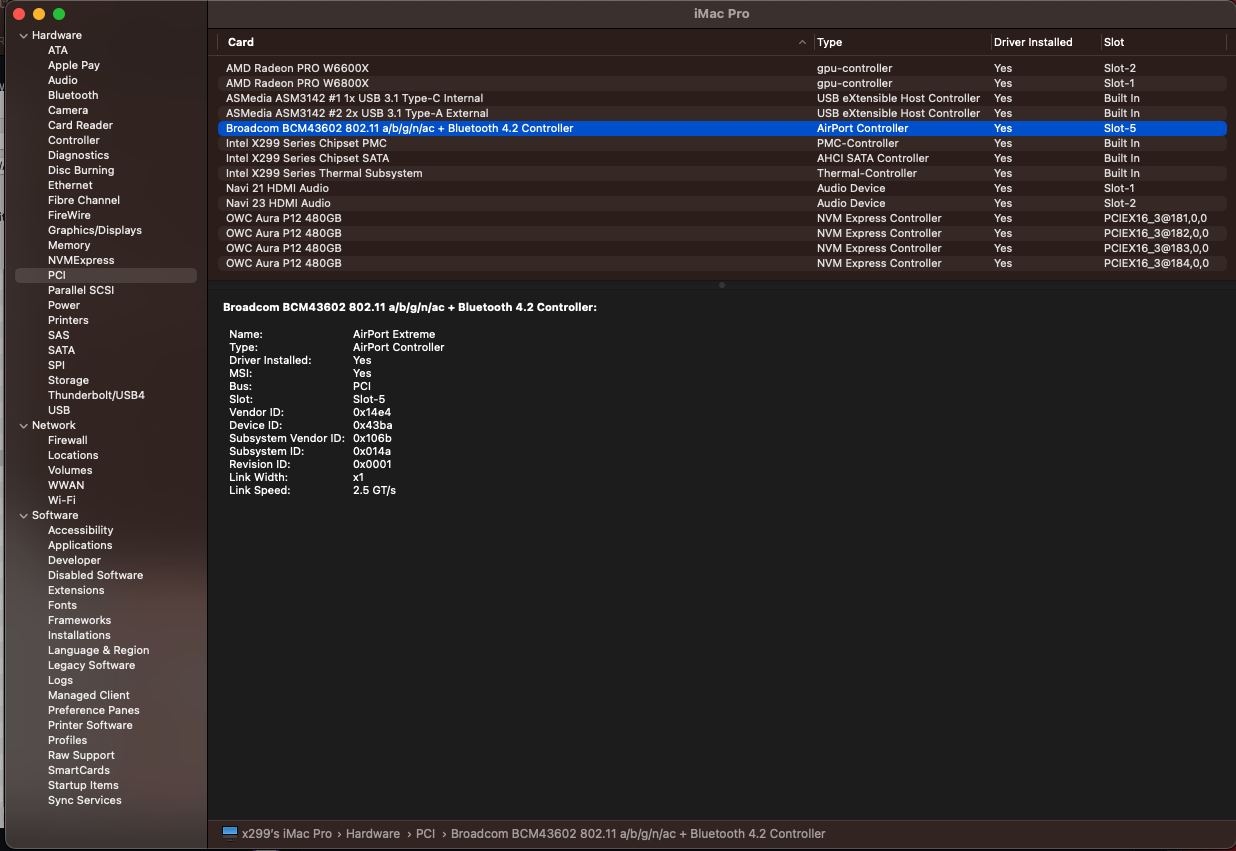 iMac Pro
Hardware
ATA
Apple Pay
Audio
Bluetooth
Camera
Card Reader
Controller
Diagnostics
Disc Burning
Ethernet
Fibre Channel
FireWire
Graphics/Displays
Memory
NVMExpress
PCI
Parallel SCSI
Power
Printers
SAS
SATA
SPI
Storage
Thunderbolt/USB4
USB
Network
Firewall
Locations
Volumes
WWAN
Wi-Fi
Software
Accessibility
Applications
Developer
Disabled Software
Extensions
Fonts
Frameworks
Installations
Language & Region
Legacy Software
Logs
Managed Client
Preference Panes
Printer Software
Profiles
Raw Support
SmartCards
Startup Items
Sync Services
Card Type Driver Installed Slot
AMD Radeon PRO W6600X gpu-controller Yes Slot-2
AMD Radeon PRO W6800X gpu-controller Yes Slot-1
ASMedia ASM3142 #1 1x USB 3.1 Type-C Internal USB eXtensible Host Controller Yes Built In
ASMedia ASM3142 #2 2x USB 3.1 Type-A External USB eXtensible Host Controller Yes Built In
Broadcom BCM43602 802.11 a/b/g/n/ac + Bluetooth 4.2 Controller AirPort Controller Yes Slot-5
Intel X299 Series Chipset PMC PMC-Controller Yes Built In
Intel X299 Series Chipset SATA AHCI SATA Controller Yes Built In
Intel X299 Series Thermal Subsystem Thermal-Controller Yes Built In
Navi 21 HDMI Audio Audio Device Yes Slot-1
Navi 23 HDMI Audio Audio Device Yes Slot-2
OWC Aura P12 480GB NVM Express Controller Yes PCIEX16_3@181,0,0
OWC Aura P12 480GB NVM Express Controller Yes PCIEX16_3@182,0,0
OWC Aura P12 480GB NVM Express Controller Yes PCIEX16_3@183,0,0
OWC Aura P12 480GB NVM Express Controller Yes PCIEX16_3@184,0,0
Broadcom BCM43602 802.11 a/b/g/n/ac + Bluetooth 4.2 Controller:
Name: AirPort Extreme
Type: AirPort Controller
Driver Installed: Yes
MSI: Yes
Bus: PCI
Slot: Slot-5
Vendor ID: 0x14e4
Device ID: 0x43ba
Subsystem Vendor ID: 0x106b
Subsystem ID: 0x014a
Revision ID: 0x0001
Link Width: x1
Link Speed: 2.5 GT/s
x299's iMac Pro › Hardware › PCI › Broadcom BCM43602 802.11 a/b/g/n/ac + Bluetooth 4.2 Controller